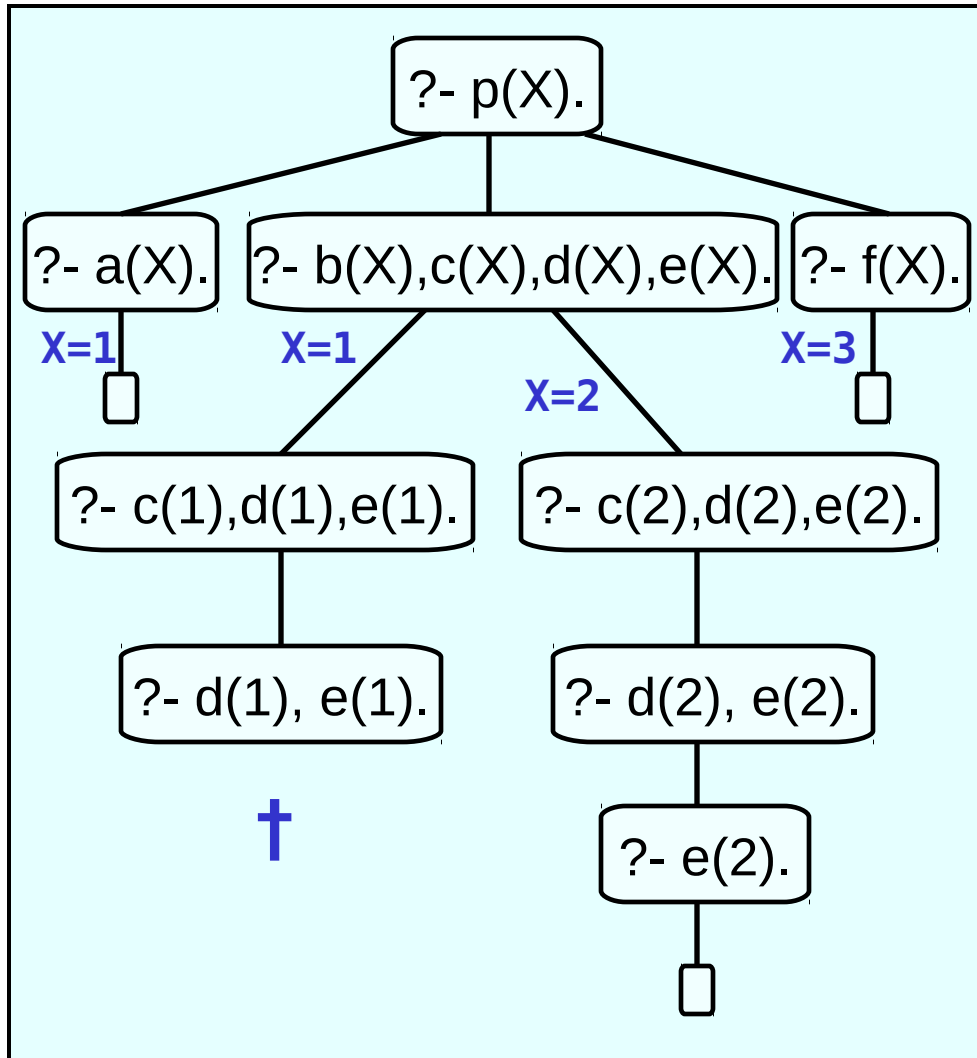 ?- p(X).
?- a(X).
?- b(X),c(X),d(X),e(X).
?- f(X).
X=1
X=1
X=3
X=2
?- c(1),d(1),e(1).
?- c(2),d(2),e(2).
?- d(1), e(1).
?- d(2), e(2).
†
?- e(2).